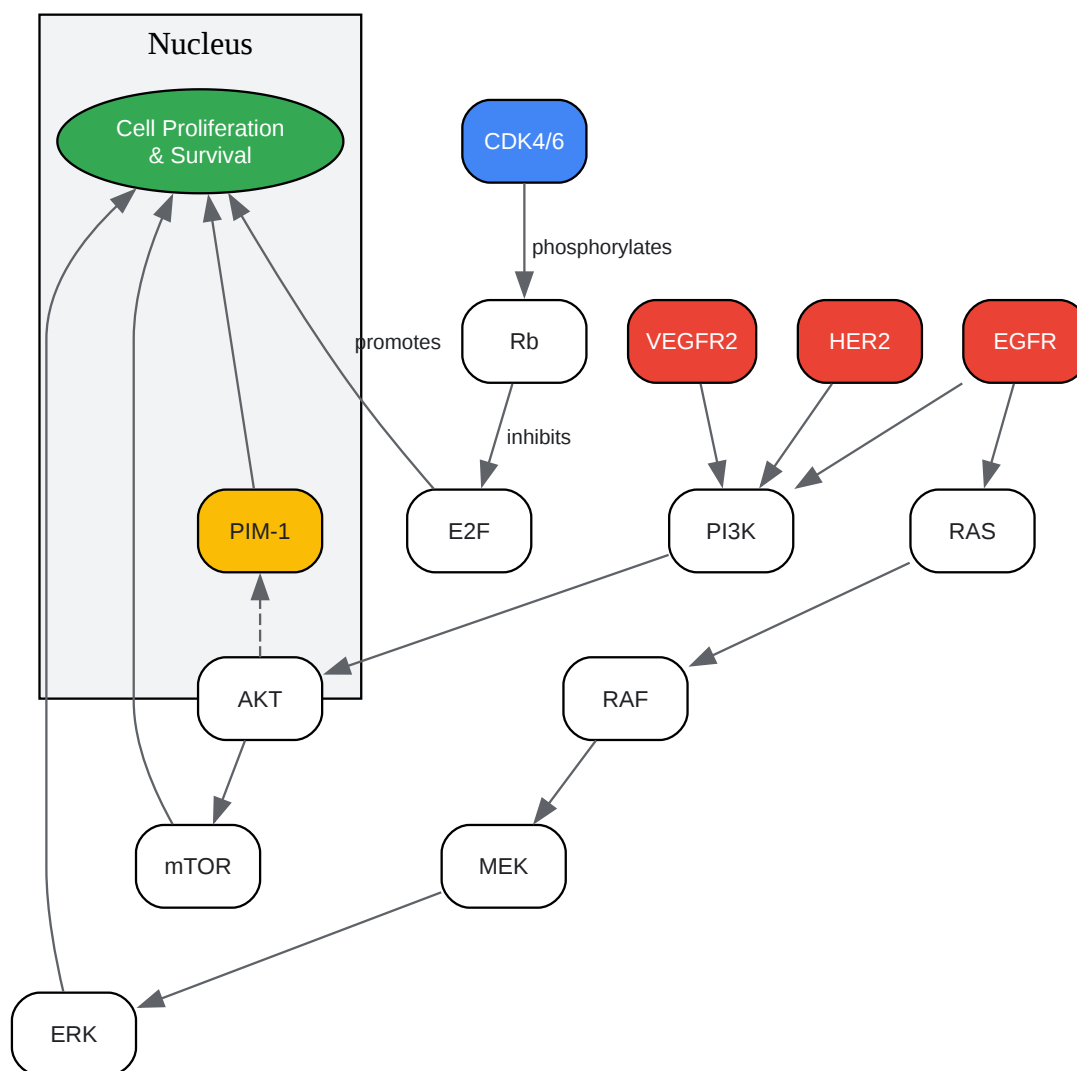 Nucleus
Cell Proliferation
& Survival
CDK4/6
phosphorylates
promotes
Rb
VEGFR2
HER2
EGFR
inhibits
PIM-1
E2F
PI3K
RAS
AKT
RAF
mTOR
MEK
ERK